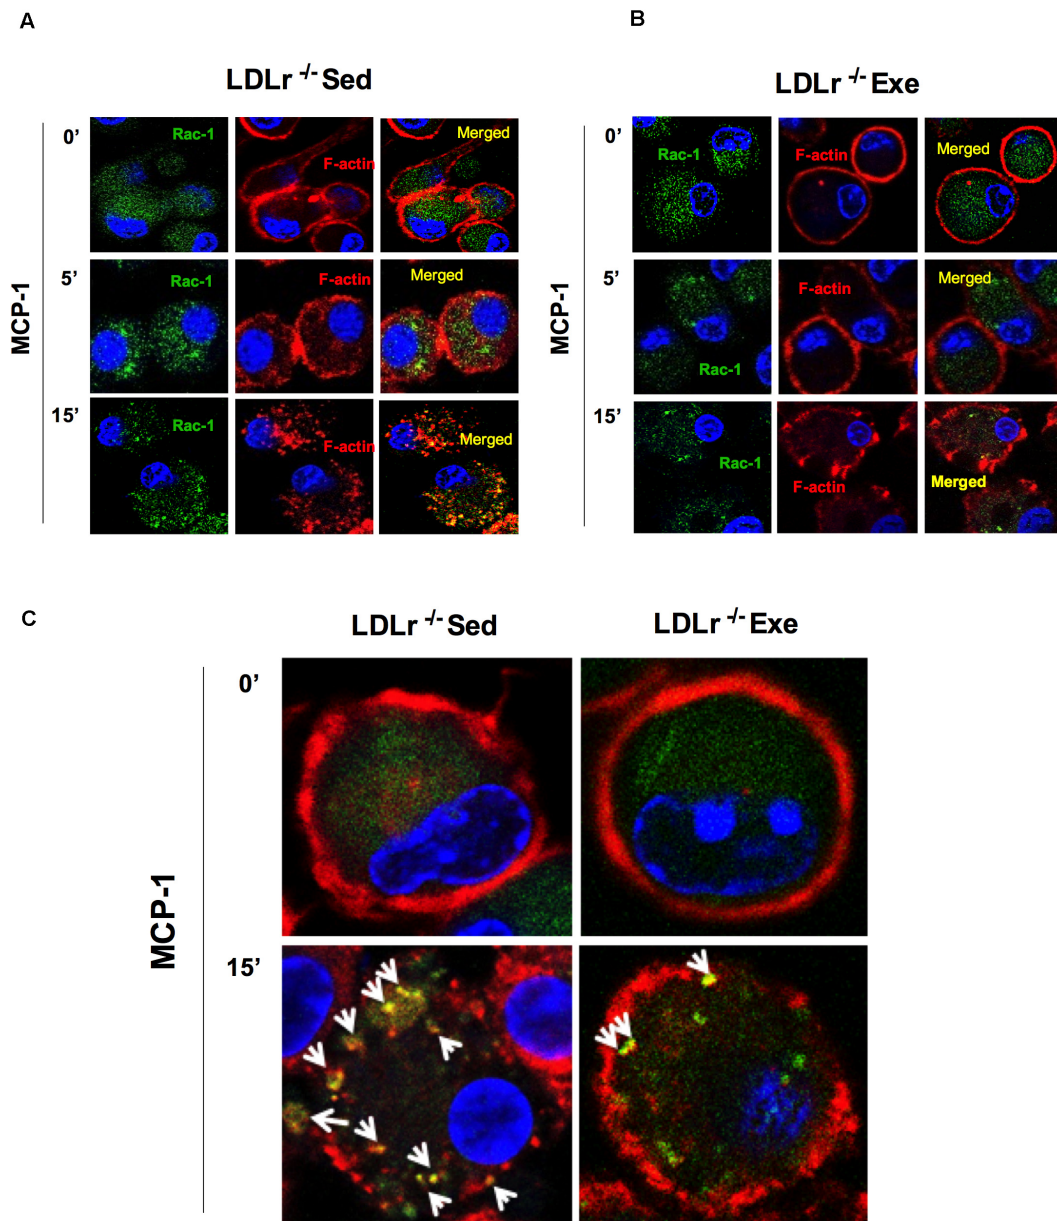 A
B
LDLr -/- Sed
LDLr -/- Exe
MCP-1
0’
Rac-1
F-actin
Merged
5’
Rac-1
F-actin
Merged
15’
Rac-1
F-actin
Merged
MCP-1
0’
Rac-1
F-actin
Merged
5’
Rac-1
F-actin
Merged
15’
Rac-1
F-actin
Merged
C
LDLr -/- Sed
LDLr -/- Exe
MCP-1
0’
15’